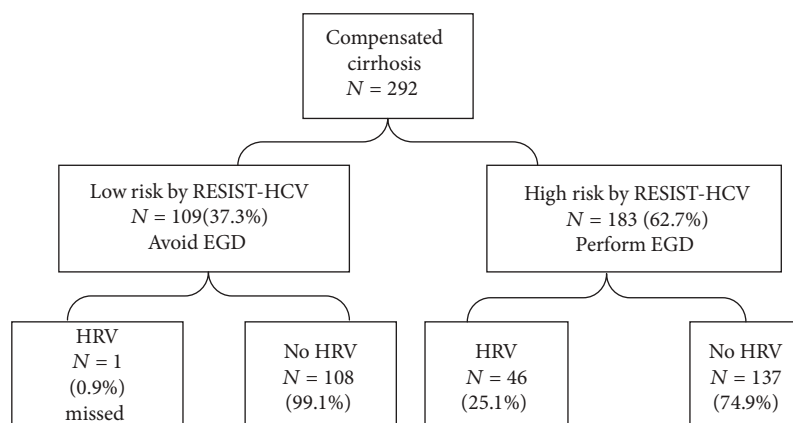 Compensated
cirrhosis
N = 292
Low risk by RESIST-HCV
N = 109(37.3%)
Avoid EGD
High risk by RESIST-HCV
N = 183 (62.7%)
Perform EGD
HRV
N = 1
(0.9%)
missed
No HRV
N = 108
(99.1%)
HRV
N = 46
(25.1%)
No HRV
N = 137
(74.9%)